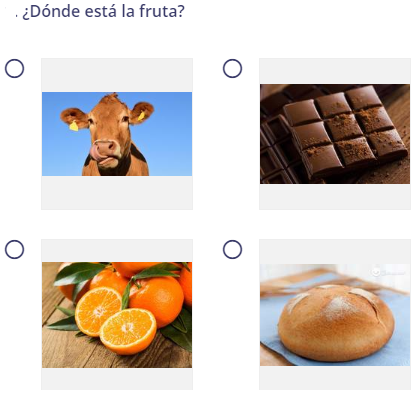 . ¿Dónde está la fruta?